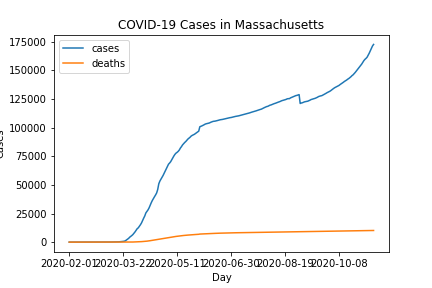 COVID-19 Cases in Massachusetts
cases
deaths
175000
150000
125000
100000
75000
50000
25000
0
cases
2020-02-01 2020-03-22 2020-05-11 2020-06-30 2020-08-19 2020-10-08
Day